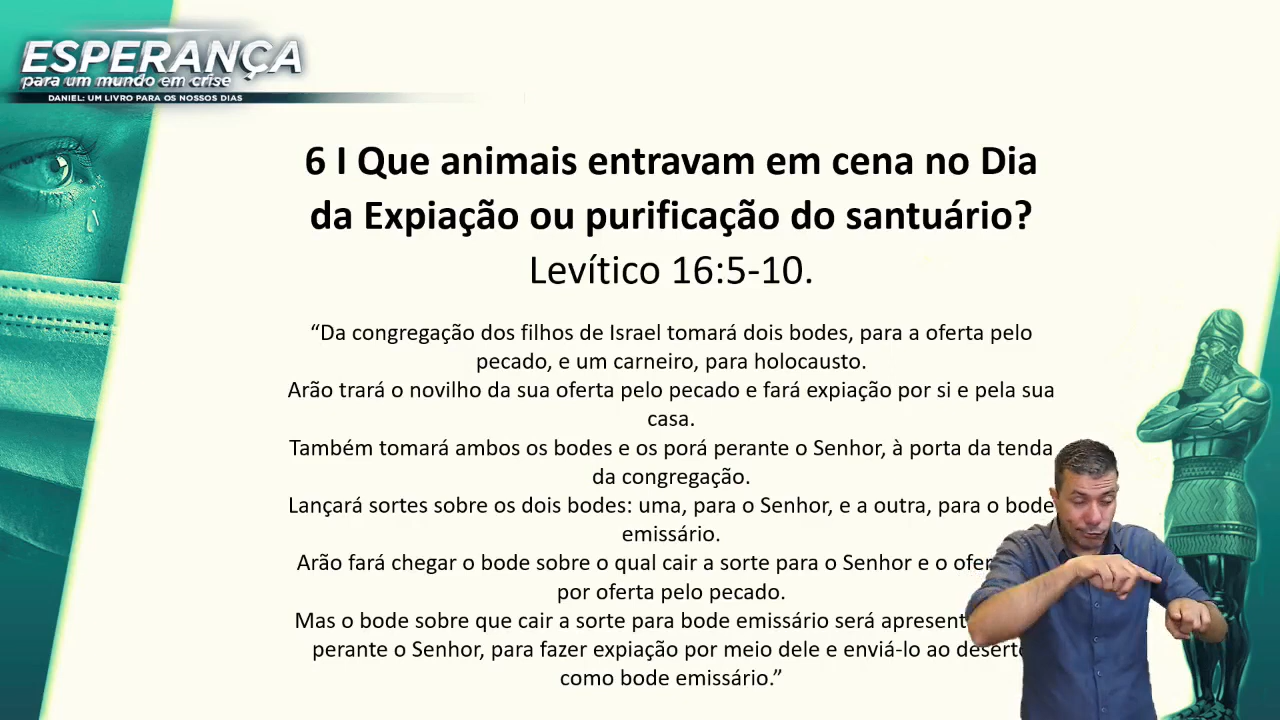 ESPERANÇA
para um mundo em crise
DANIEL: UM LIVRO PARA OS NOSSOS DIAS
6 I Que animais entravam em cena no Dia
da Expiação ou purificação do santuário?
Levítico 16:5-10.
“Da congregação dos filhos de Israel tomará dois bodes, para a oferta pelo
pecado, e um carneiro, para holocausto.
Arão trará o novilho da sua oferta pelo pecado e fará expiação por si e pela sua
casa.
Também tomará ambos os bodes e os porá perante o Senhor, à porta da tenda
da congregação.
Lançará sortes sobre os dois bodes: uma, para o Senhor, e a outra, para o bode
emissário.
Arão fará chegar o bode sobre o qual cair a sorte para o Senhor e o
por oferta pelo pecado.
Mas o bode sobre que cair a sorte para bode emissário será
perante o Senhor, para fazer expiação por meio dele e enviá-lo ao deserto
como bode emissário.”